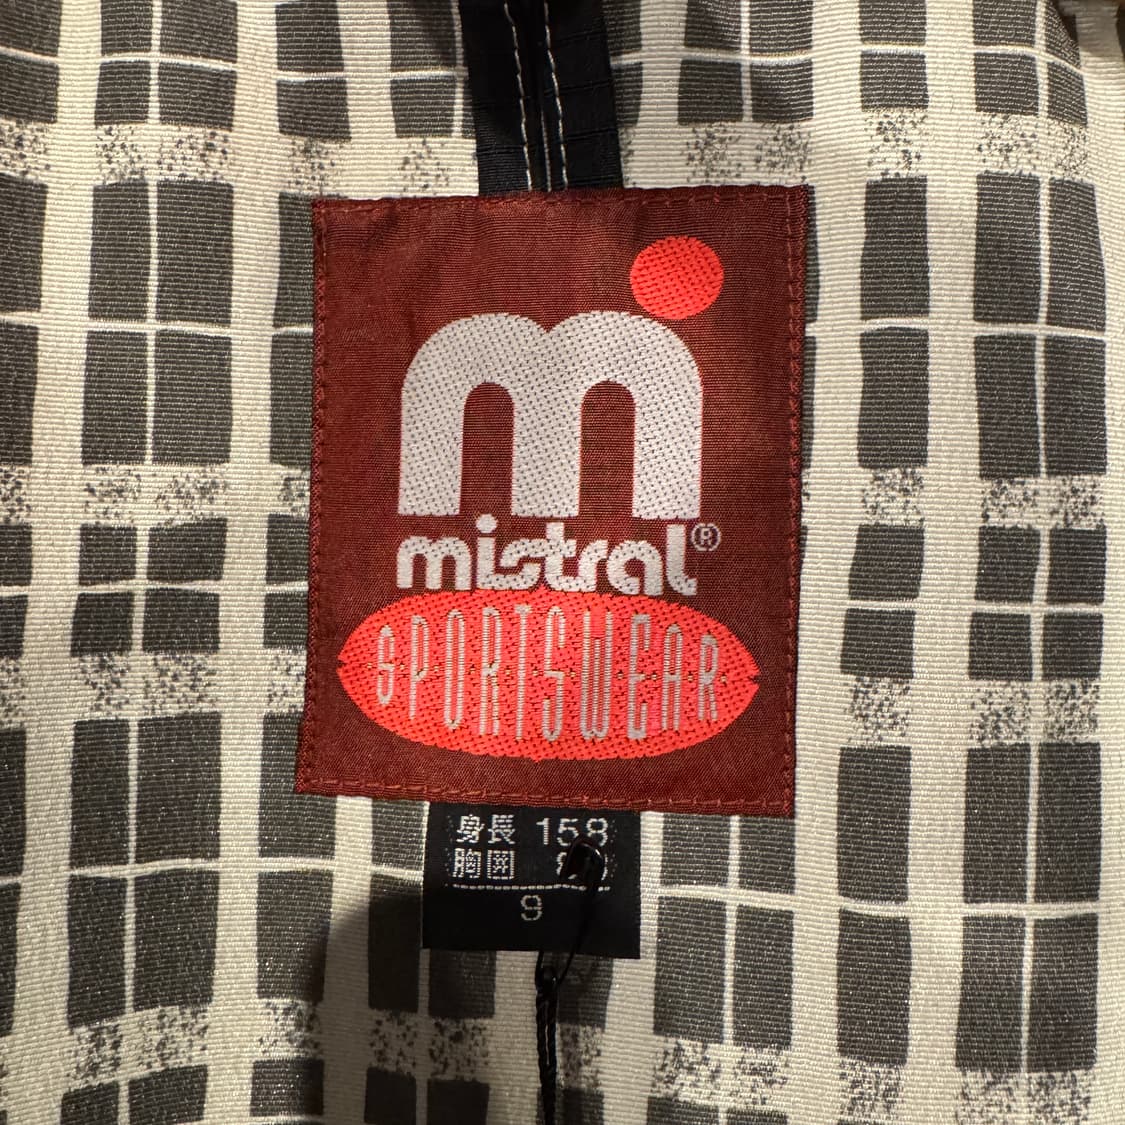 m
mistral®
SPORTSWEAR
身長 158
胸囲
9